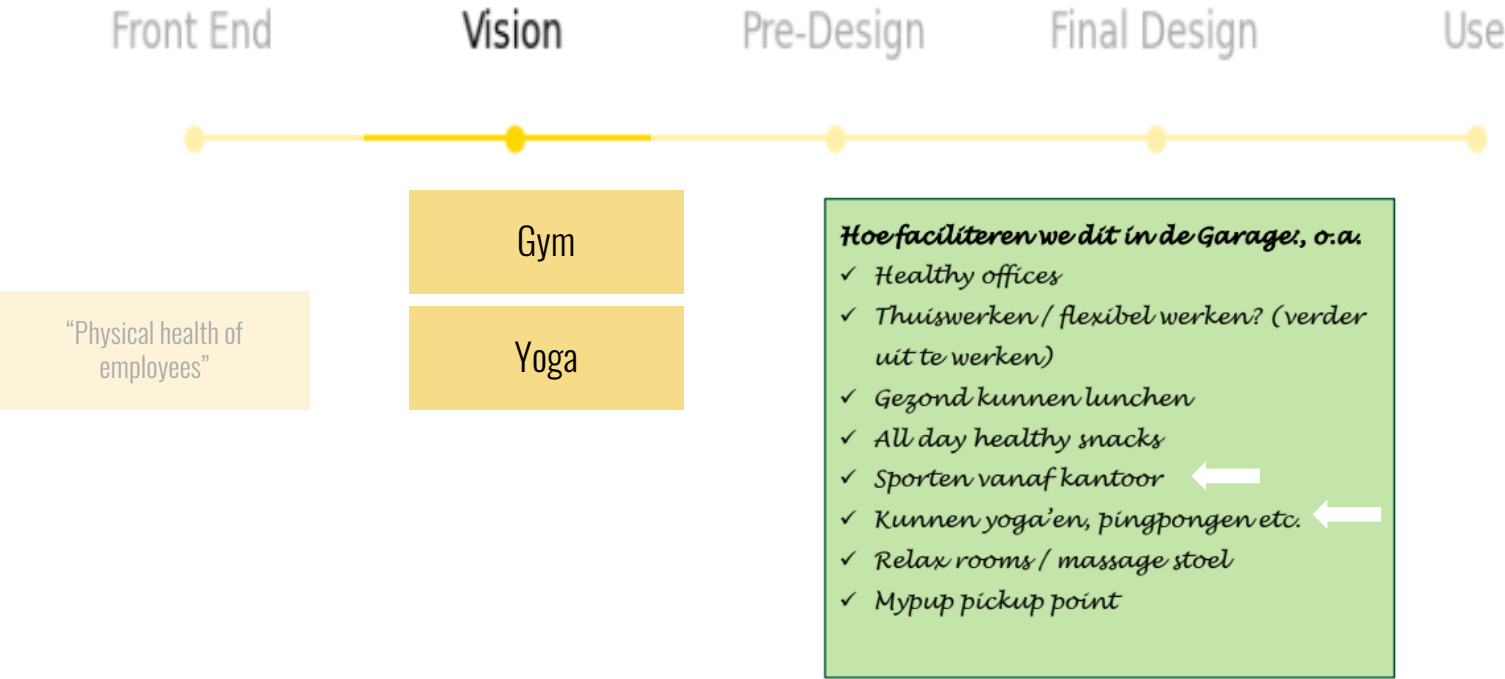 Front End
Vision
Pre-Design
Final Design
Use
Gym
Yoga
“Physical health of
employees”
Hoe faciliteren we dit in de Garage:, o.a.
✓ Healthy offices
✓ Thuiswerken / flexibel werken? (verder
uit te werken)
✓ Gezond kunnen lunchen
✓ All day healthy snacks
✓ Sporten vanaf kantoor
✓ Kunnen yoga’en, pingpongen etc.
✓ Relax rooms / massage stoel
✓ Mypup pickup point